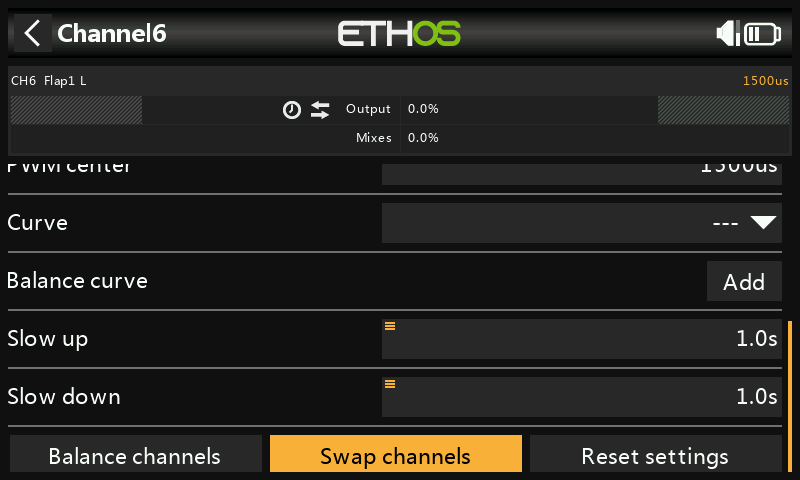 Channel6
ETHOS
CH6 Flap1 L
1500us
Output 0.0%
Mixes 0.0%
PWM center 1500us
Curve ---
Balance curve Add
Slow up 1.0s
Slow down 1.0s
Balance channels Swap channels Reset settings